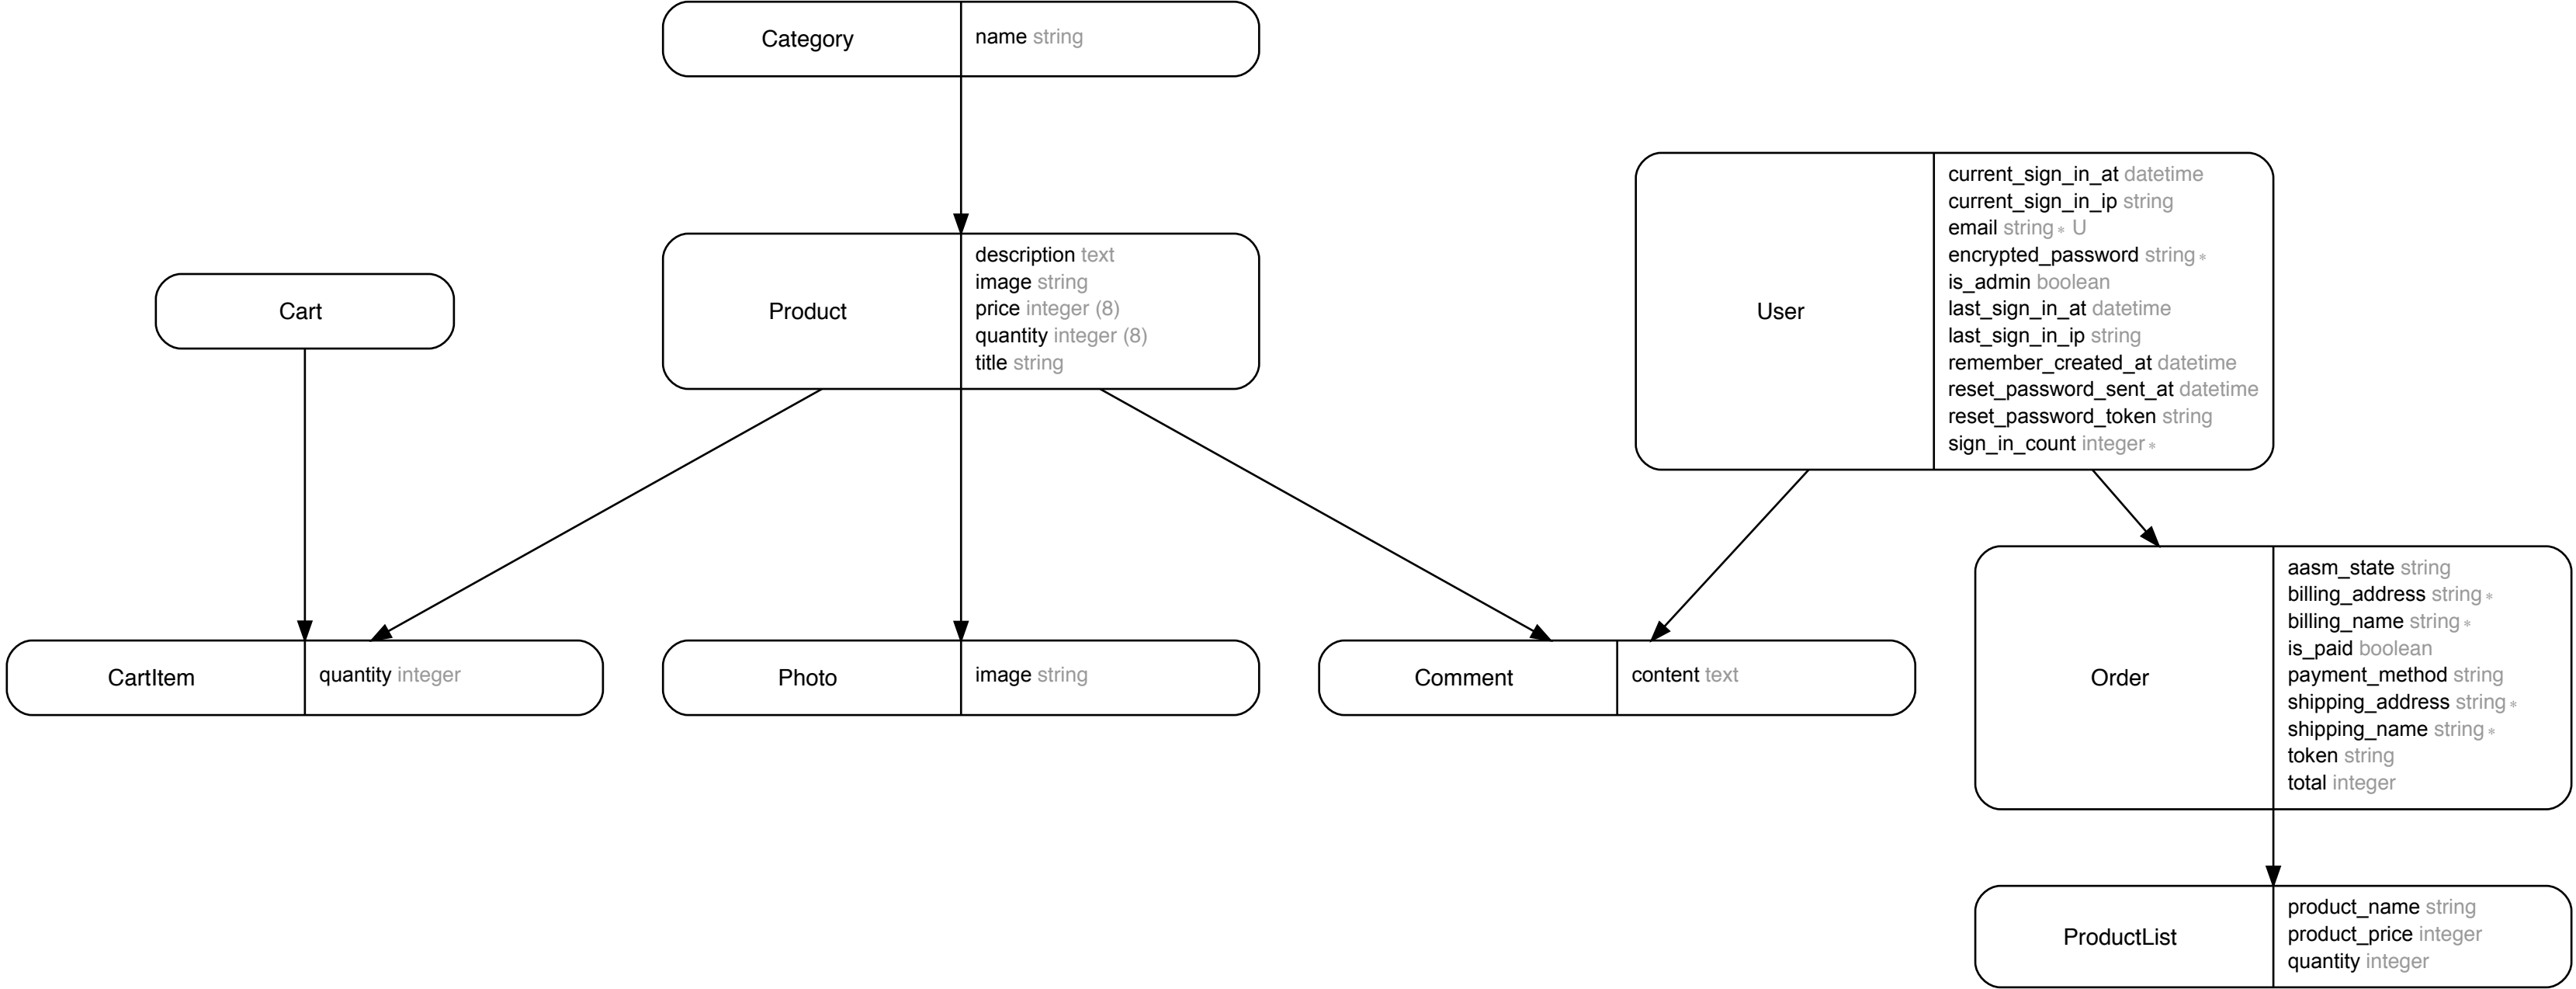 Category
name string
Product
description text
image string
price integer (8)
quantity integer (8)
title string
Cart
User
current_sign_in_at datetime
current_sign_in_ip string
email string∗ U
encrypted_password string∗
is_admin boolean
last_sign_in_at datetime
last_sign_in_ip string
remember_created_at datetime
reset_password_sent_at datetime
reset_password_token string
sign_in_count integer∗
CartItem
quantity integer
Photo
image string
Comment
content text
Order
aasm_state string
billing_address string∗
billing_name string∗
is_paid boolean
payment_method string
shipping_address string∗
shipping_name string∗
token string
total integer
ProductList
product_name string
product_price integer
quantity integer